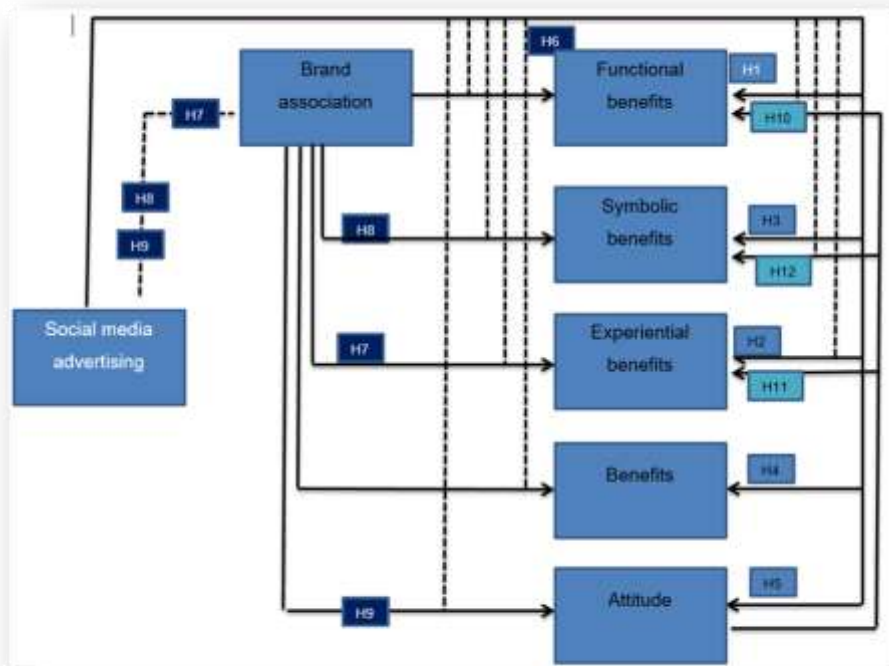 H6
Brand
association
Functional
benefits
H1
H7
H10
H8
Symbolic
benefits
H3
H8
H9
H12
Social media
advertising
Experiential
benefits
H2
H7
H11
Benefits
H4
H5
Attitude
H9